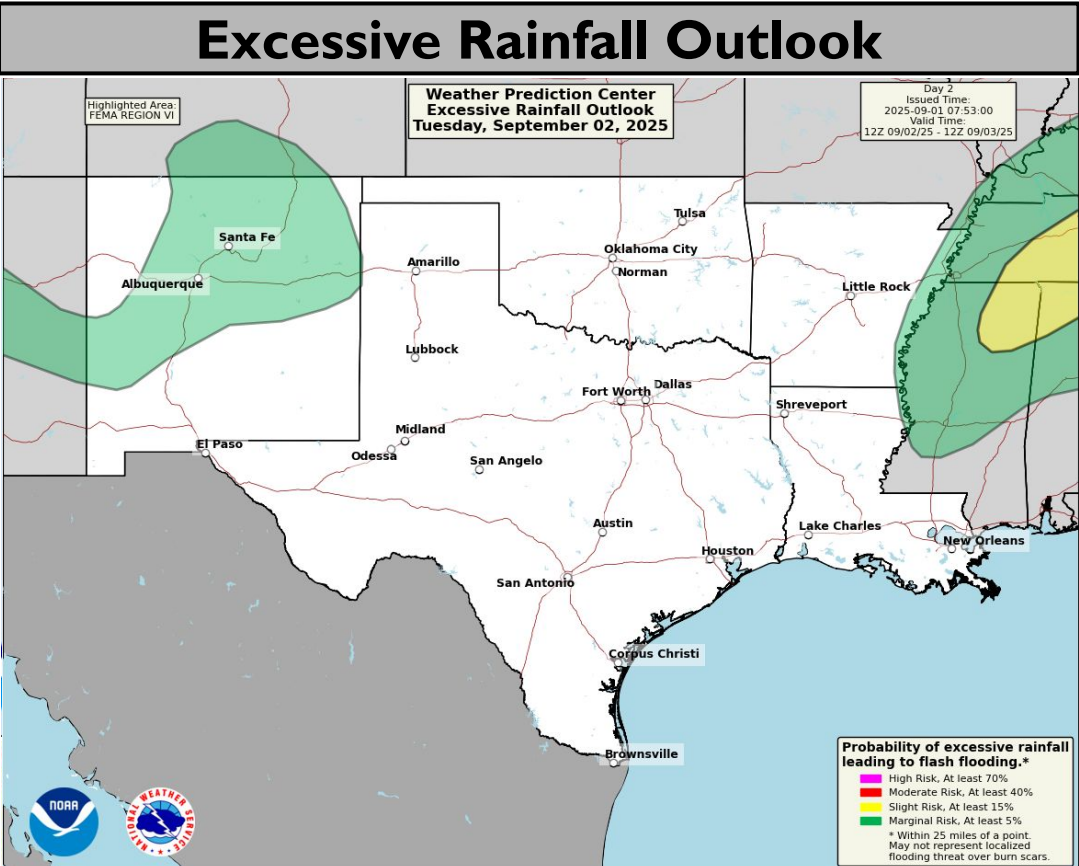 Excessive Rainfall Outlook
Highlighted Area:
FEMA REGION VI
Weather Prediction Center
Excessive Rainfall Outlook
Tuesday, September 02, 2025
Day 2
Issued Time:
2025-09-01 07:53:00
Valid Time:
12Z 09/02/25 - 12Z 09/03/25
Tulsa
Santa Fe
Oklahoma City
Amarillo
Norman
Albuquerque
Little Rock
Lubbock
Dallas
Fort Worth
Shreveport
Midland
El Paso
Odessa
San Angelo
Austin
Lake Charles
New Orleans
Houston
San Antonio
Corpus Christi
Brownsville
Probability of excessive rainfall
leading to flash flooding.*
High Risk, At least 70%
Moderate Risk, At least 40%
Slight Risk, At least 15%
Marginal Risk, At least 5%
* Within 25 miles of a point.
May not represent localized
flooding threat over burn scars.
NOAA
NATIONAL WEATHER SERVICE